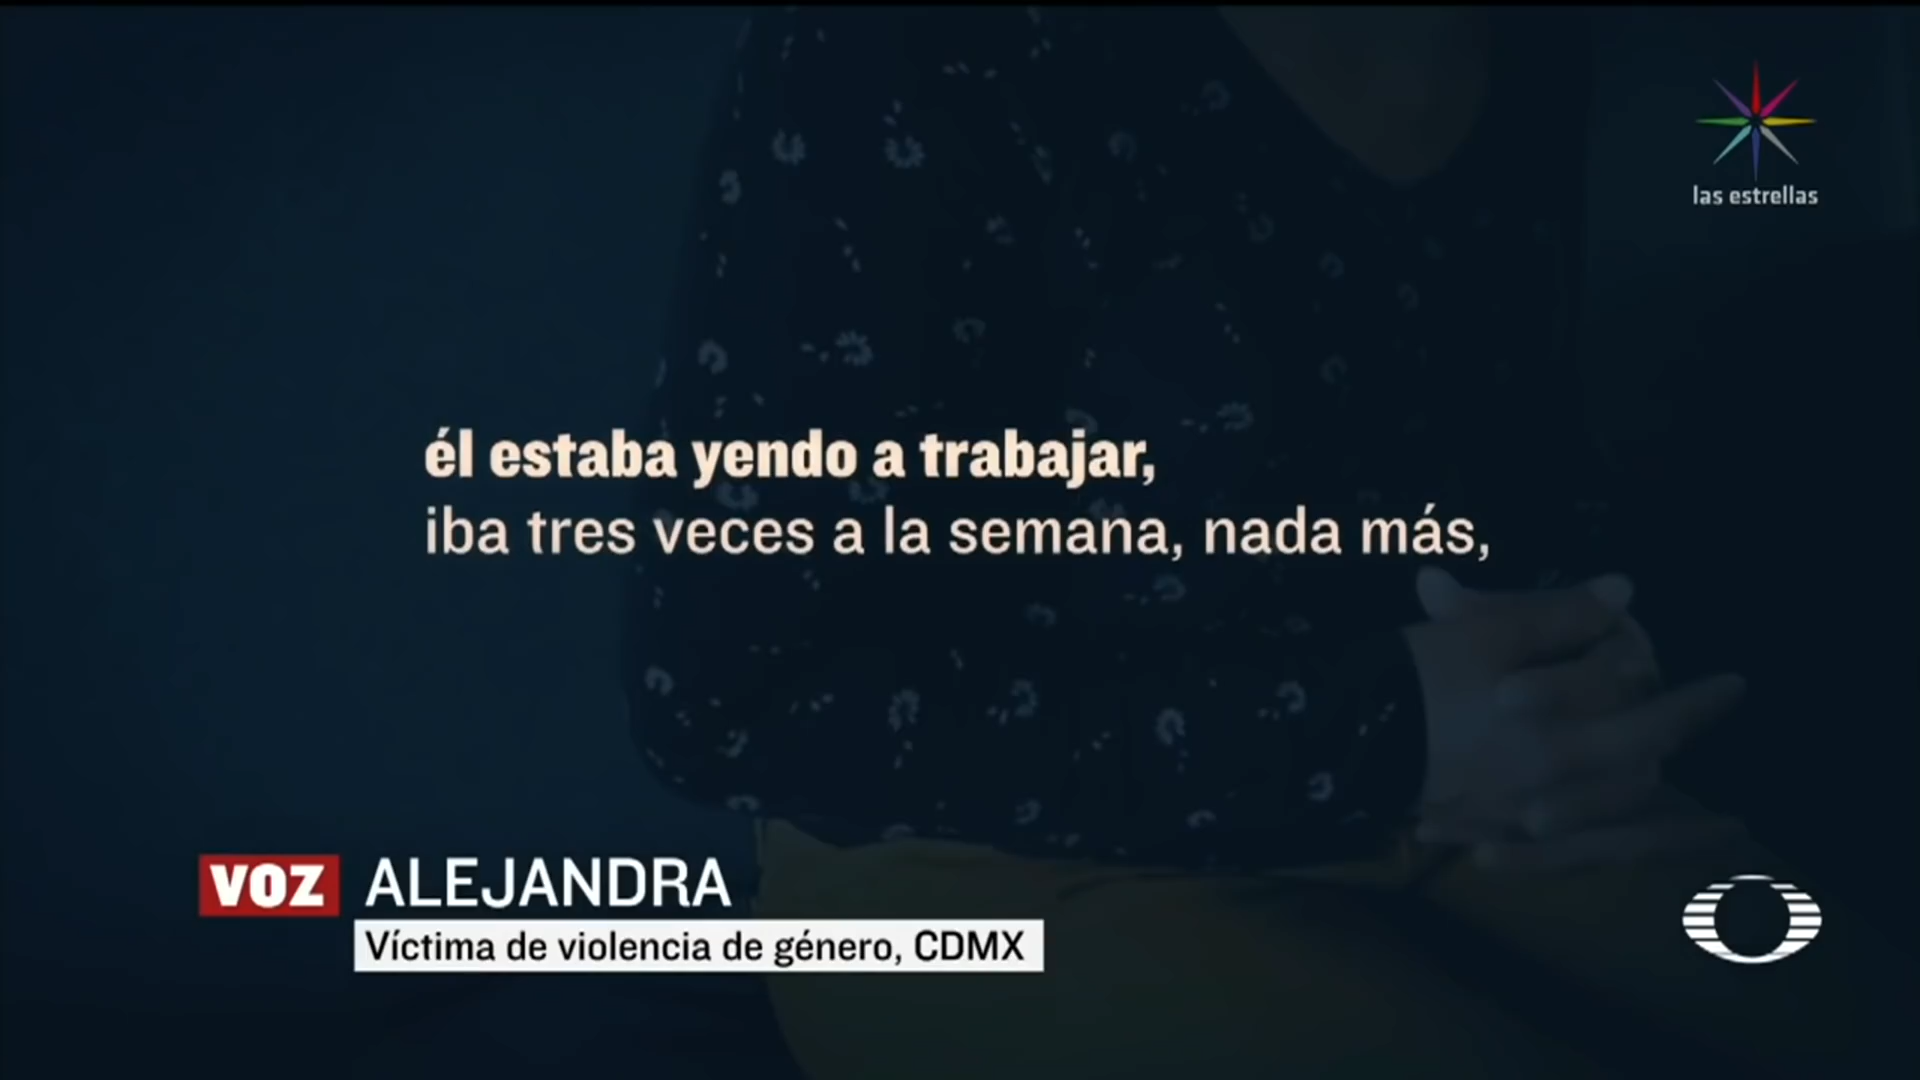 las estrellas
él estaba yendo a trabajar,
iba tres veces a la semana, nada más,
VOZ ALEJANDRA
Víctima de violencia de género, CDMX